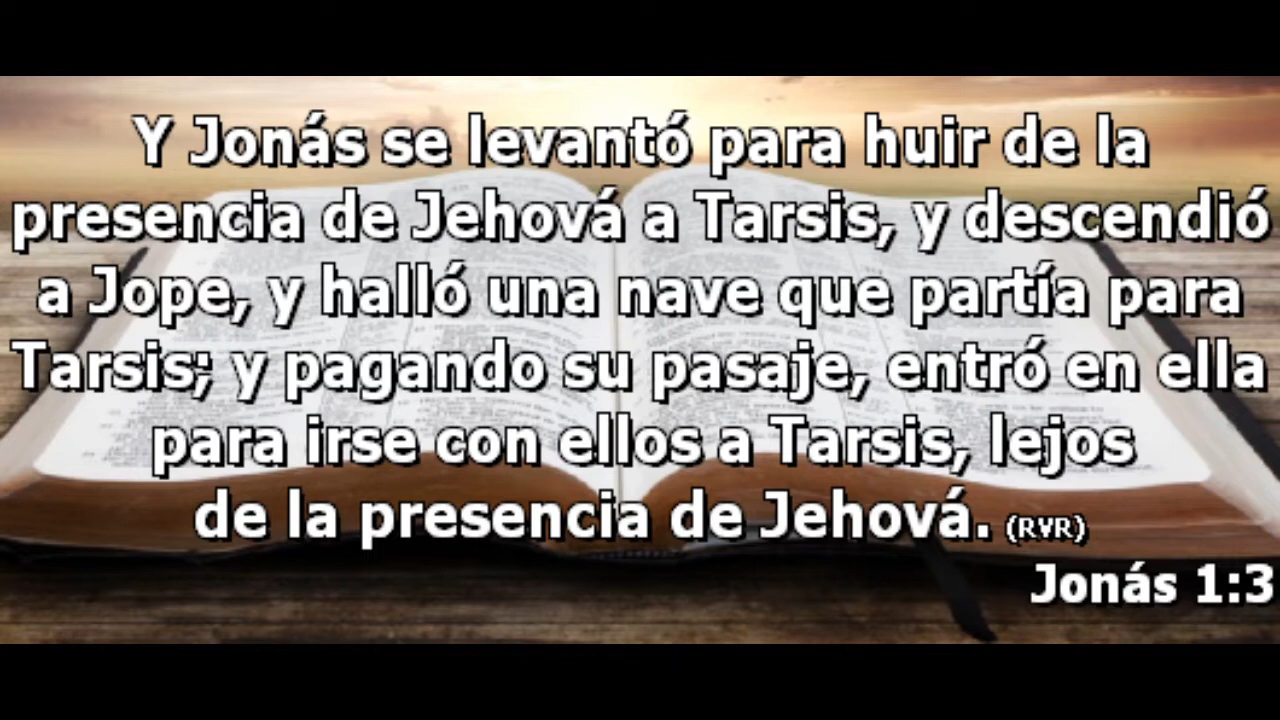 Y Jonás se levantó para huir de la
presencia de Jehová a Tarsis, y descendió
a Jope, y halló una nave que partía para
Tarsis; y pagando su pasaje, entró en ella
para irse con ellos a Tarsis, lejos
de la presencia de Jehová. (RVR)
Jonás 1:3